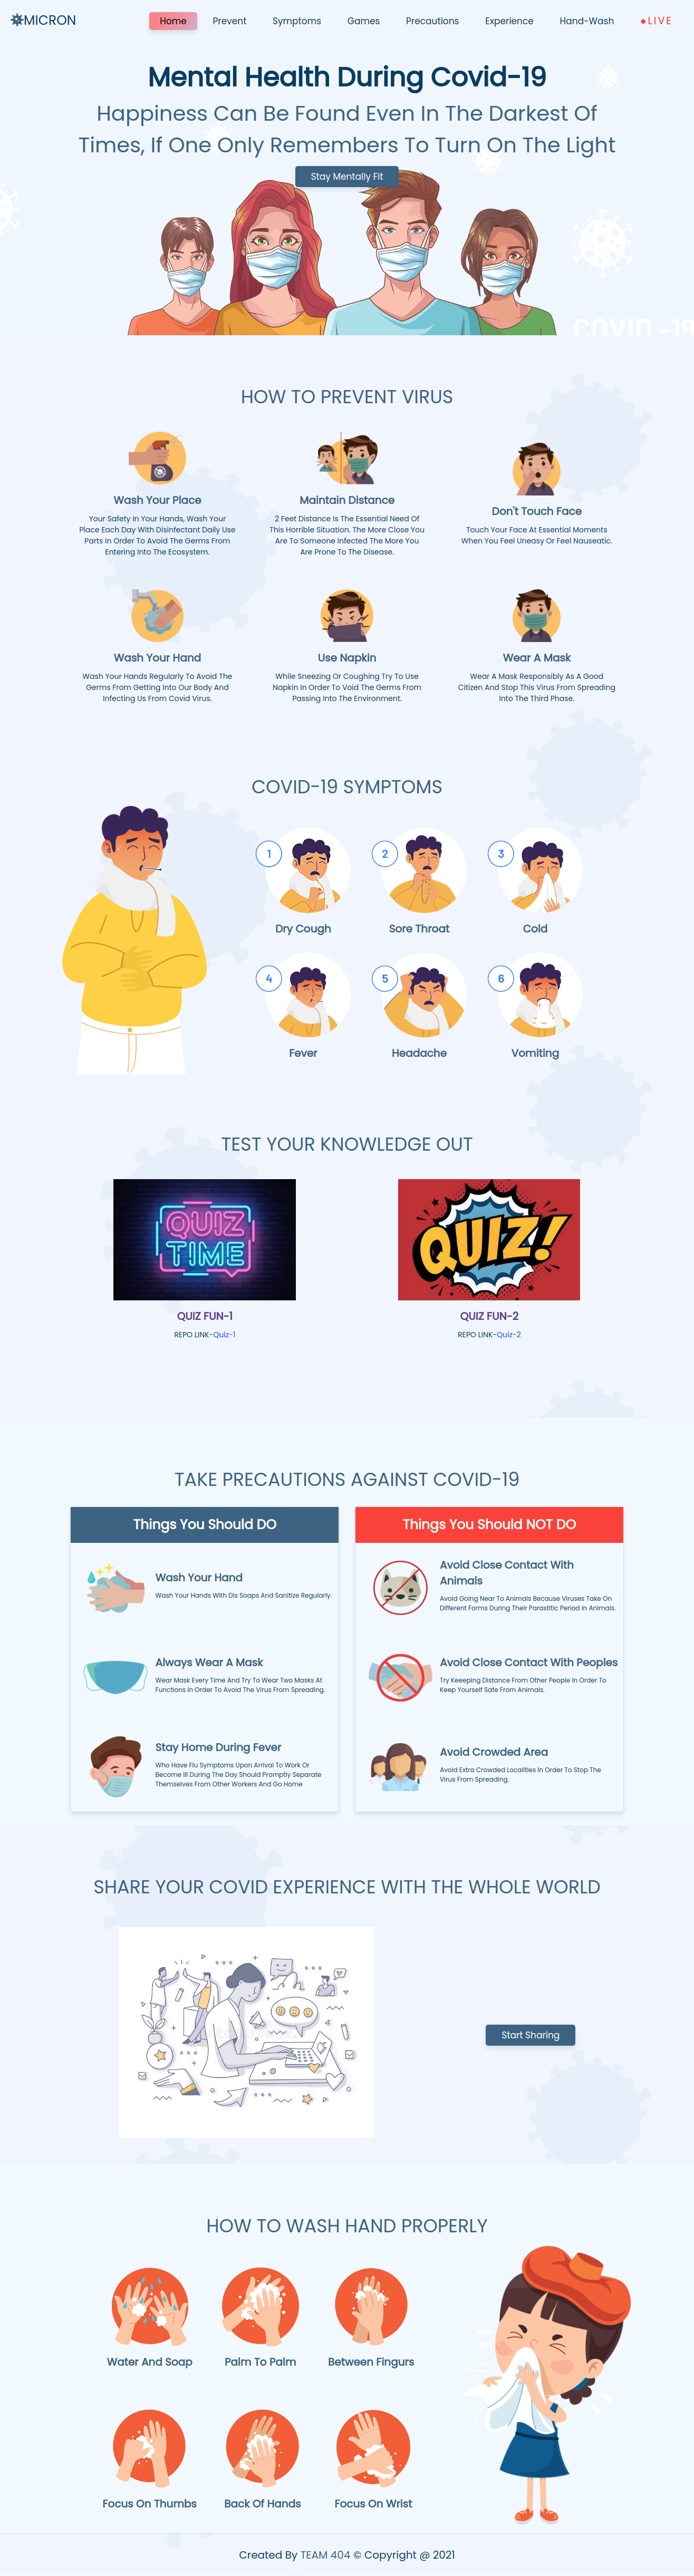 MICRON
Home Prevent Symptoms Games Precautions Experience Hand-Wash LIVE
Mental Health During Covid-19
Happiness Can Be Found Even In The Darkest Of
Times, If One Only Remembers To Turn On The Light
Stay Mentally Fit
COVID-19
HOW TO PREVENT VIRUS
Wash Your Place
Your Safety In Your Hands, Wash Your
Place Each Day With Disinfectant Daily Use
Parts In Order To Avoid The Germs From
Entering Into The Ecosystem.
Maintain Distance
2 Feet Distance Is The Essential Need Of
This Horrible Situation. The More Close You
Are To Someone Infected The More You
Are Prone To The Disease.
Don't Touch Face
Touch Your Face At Essential Moments
When You Feel Uneasy Or Feel Nauseatic.
Wash Your Hand
Wash Your Hands Regularly To Avoid The
Germs From Getting Into Our Body And
Infecting Us From Covid Virus.
Use Napkin
While Sneezing Or Coughing Try To Use
Napkin In Order To Void The Germs From
Passing Into The Environment.
Wear A Mask
Wear A Mask Responsibly As A Good
Citizen And Stop This Virus From Spreading
Into The Third Phase.
COVID-19 SYMPTOMS
1
Dry Cough
2
Sore Throat
3
Cold
4
Fever
5
Headache
6
Vomiting
TEST YOUR KNOWLEDGE OUT
QUIZ
TIME
QUIZ FUN-1
REPO LINK-Quiz-1
QUIZ!
QUIZ FUN-2
REPO LINK-Quiz-2
TAKE PRECAUTIONS AGAINST COVID-19
Things You Should DO
Wash Your Hand
Wash Your Hands With Dis Soaps And Sanitize Regularly.
Always Wear A Mask
Wear Mask Every Time And Try To Wear Two Masks At
Functions In Order To Avoid The Virus From Spreading.
Stay Home During Fever
Who Have Flu Symptoms Upon Arrival To Work Or
Become Ill During The Day Should Promptly Separate
Themselves From Other Workers And Go Home
Things You Should NOT DO
Avoid Close Contact With
Animals
Avoid Going Near To Animals Because Viruses Take On
Different Forms During Their Parastitic Period In Animals.
Avoid Close Contact With Peoples
Try Keeeping Distance From Other People In Order To
Keep Yourself Safe From Animals.
Avoid Crowded Area
Avoid Extra Crowded Localities In Order To Stop The
Virus From Spreading.
SHARE YOUR COVID EXPERIENCE WITH THE WHOLE WORLD
Start Sharing
HOW TO WASH HAND PROPERLY
Water And Soap
Palm To Palm
Between Fingurs
Focus On Thumbs
Back Of Hands
Focus On Wrist
Created By TEAM 404 © Copyright @ 2021